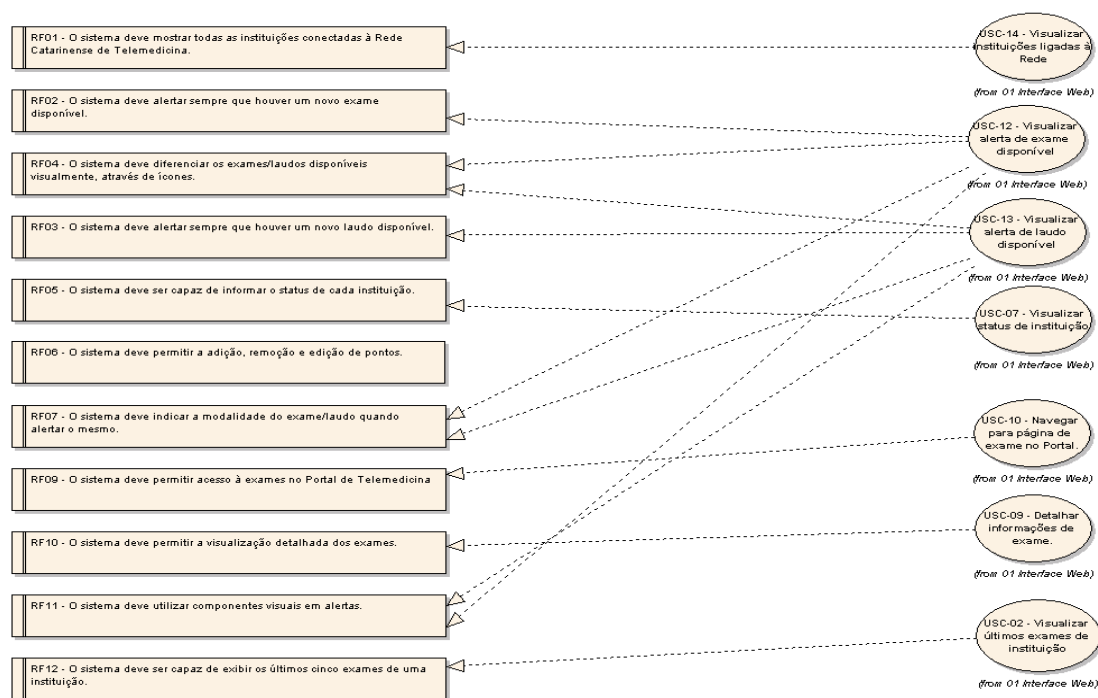 RF01 - O sistema deve mostrar todas as instituições conectadas à Rede
Catarinense de Telemedicina.
RF02 - O sistema deve alertar sempre que houver um novo exame
disponível.
RF04 - O sistema deve diferenciar os exames/laudos disponíveis
visualmente, através de ícones.
RF03 - O sistema deve alertar sempre que houver um novo laudo disponível.
RF05 - O sistema deve ser capaz de informar o status de cada instituição.
RF06 - O sistema deve permitir a adição, remoção e edição de pontos.
RF07 - O sistema deve indicar a modalidade do exame/laudo quando
alertar o mesmo.
RF09 - O sistema deve permitir acesso à exames no Portal de Telemedicina
RF10 - O sistema deve permitir a visualização detalhada dos exames.
RF11 - O sistema deve utilizar componentes visuais em alertas.
RF12 - O sistema deve ser capaz de exibir os últimos cinco exames de uma
instituição.
USC-14 - Visualizar
instituições ligadas à
Rede
(from 01 Interface Web)
USC-12 - Visualizar
alerta de exame
disponível
(from 01 Interface Web)
USC-13 - Visualizar
alerta de laudo
disponível
(from 01 Interface Web)
USC-07 - Visualizar
status de instituição
(from 01 Interface Web)
USC-10 - Navegar
para página de
exame no Portal.
(from 01 Interface Web)
USC-09 - Detalhar
informações de
exame.
(from 01 Interface Web)
USC-02 - Visualizar
últimos exames de
instituição
(from 01 Interface Web)